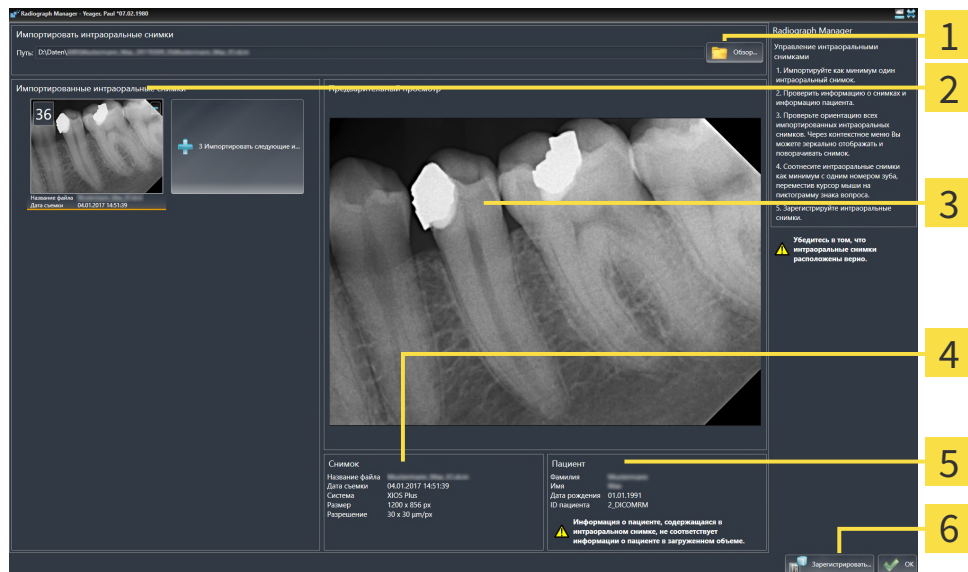 Radiograph Manager - Yeager, Paul *07.02.1980
Импортировать интраоральные снимки
Путь: D:\Daten\
Обзор...
Импортированные интраоральные снимки
36
Название файла
Дата съемки 04.01.2017 14:51:39
3 Импортировать следующие и...
Предварительный просмотр
Снимок
Название файла
Дата съемки 04.01.2017 14:51:39
Система XIOS Plus
Размер 1200 x 856 px
Разрешение 30 x 30 µm/px
Пациент
Фамилия
Имя
Дата рождения 01.01.1991
ID пациента 2_DICOMRM
Информация о пациенте, содержащаяся в
интраоральном снимке, не соответствует
информации о пациенте в загруженном объеме.
Radiograph Manager
Управление интраоральными
снимками
1. Импортируйте как минимум один
интраоральный снимок.
2. Проверить информацию о снимках и
информацию пациента.
3. Проверьте ориентацию всех
импортированных интраоральных
снимков. Через контекстное меню Вы
можете зеркально отображать и
поворачивать снимок.
4. Соотнесите интраоральные снимки
как минимум с одним номером зуба,
переместив курсор мыши на
пиктограмму знака вопроса.
5. Зарегистрируйте интраоральные
снимки.
Убедитесь в том, что
интраоральные снимки
расположены верно.
Зарегистрировать...
OK
1
2
3
4
5
6